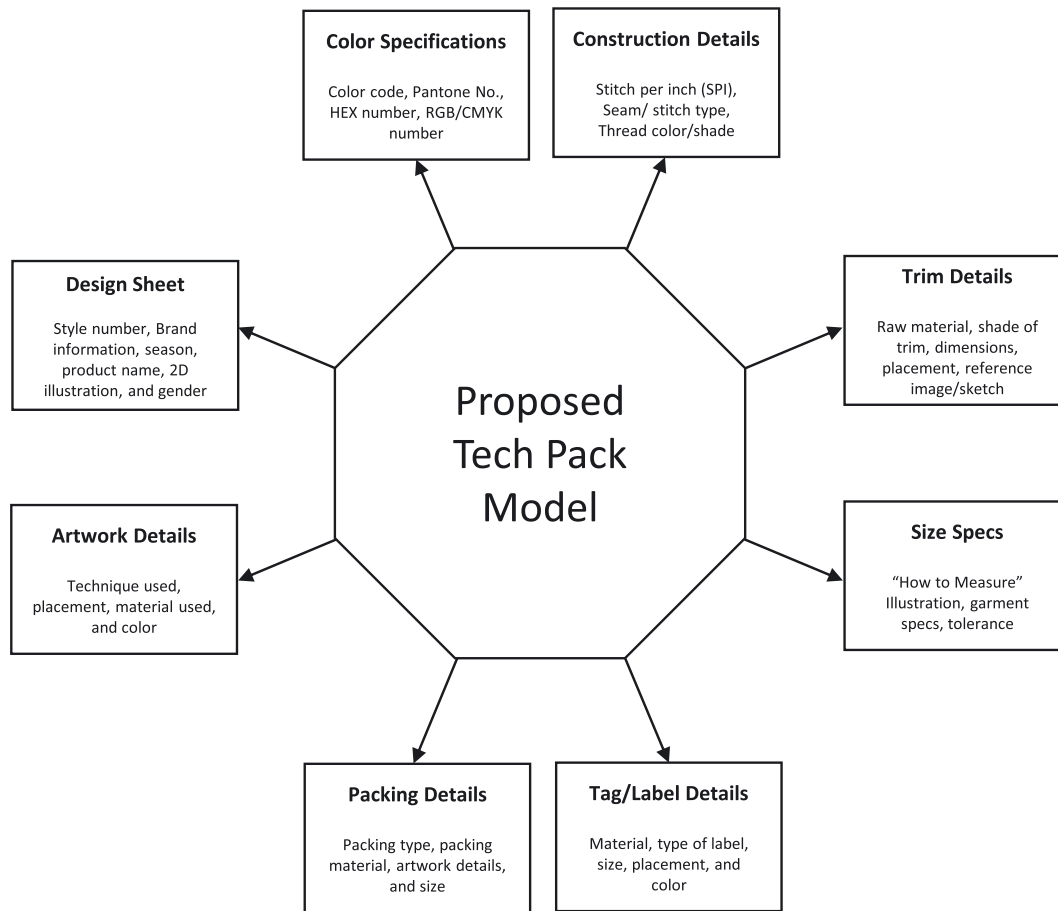 Color Specifications
Color code, Pantone No.,
HEX number, RGB/CMYK
number
Construction Details
Stitch per inch (SPI),
Seam/ stitch type,
Thread color/shade
Design Sheet
Style number, Brand
information, season,
product name, 2D
illustration, and gender
Trim Details
Raw material, shade of
trim, dimensions,
placement, reference
image/sketch
Proposed
Tech Pack
Model
Artwork Details
Technique used,
placement, material used,
and color
Size Specs
“How to Measure”
Illustration, garment
specs, tolerance
Packing Details
Packing type, packing
material, artwork details,
and size
Tag/Label Details
Material, type of label,
size, placement, and
color